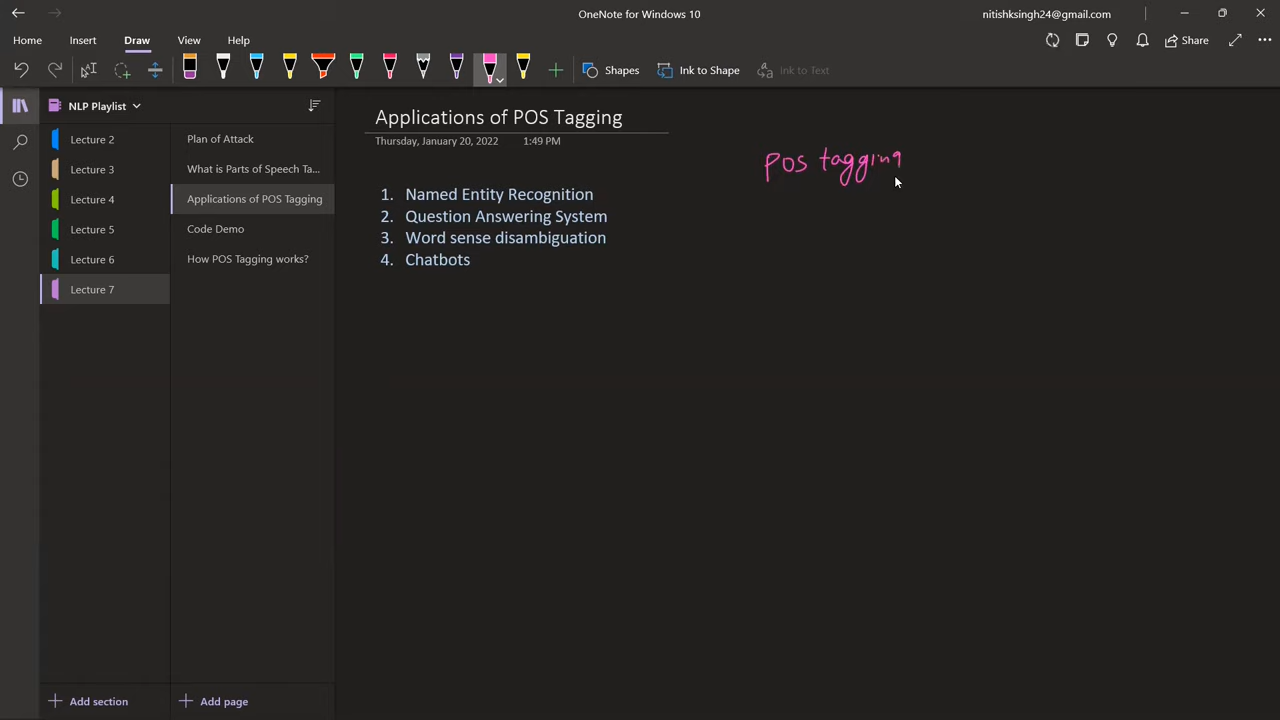 OneNote for Windows 10
nitishksingh24@gmail.com
Home
Insert
Draw
View
Help
Share
Shapes
Ink to Shape
Ink to Text
NLP Playlist
Lecture 2
Lecture 3
Lecture 4
Lecture 5
Lecture 6
Lecture 7
Plan of Attack
What is Parts of Speech Ta...
Applications of POS Tagging
Code Demo
How POS Tagging works?
Applications of POS Tagging
Thursday, January 20, 2022 1:49 PM
1. Named Entity Recognition
2. Question Answering System
3. Word sense disambiguation
4. Chatbots
POS tagging
Add section
Add page